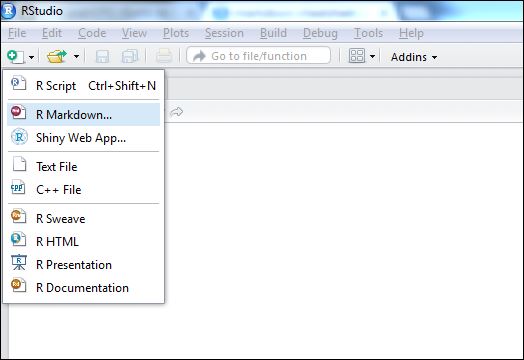 RStudio
File Edit Code View Plots Session Build Debug Tools Help
Go to file/function Addins
R Script Ctrl+Shift+N
R Markdown...
Shiny Web App...
Text File
C++ File
R Sweave
R HTML
R Presentation
R Documentation